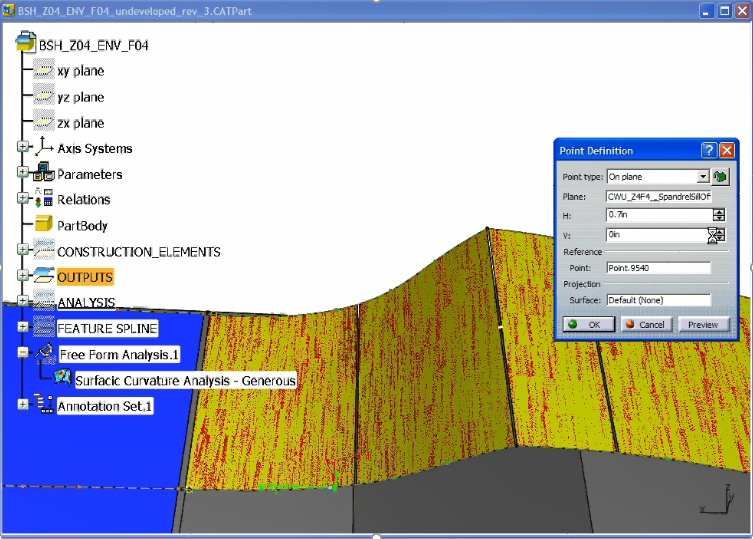 BSH_Z04_ENV_F04_undeveloped_rev_3.CATPart
BSH_Z04_ENV_F04
xy plane
yz plane
zx plane
Axis Systems
Parameters
Relations
PartBody
CONSTRUCTION_ELEMENTS
OUTPUTS
ANALYSIS
FEATURE SPLINE
Free Form Analysis.1
Surfacic Curvature Analysis - Generous
Annotation Set.1
Point Definition
Point type: On plane
Plane: CWU_Z4F4__SpandrelSillOf
H: 0.7in
V: 0in
Reference
Point: Point.9540
Projection
Surface: Default (None)
OK Cancel Preview
z
y
x